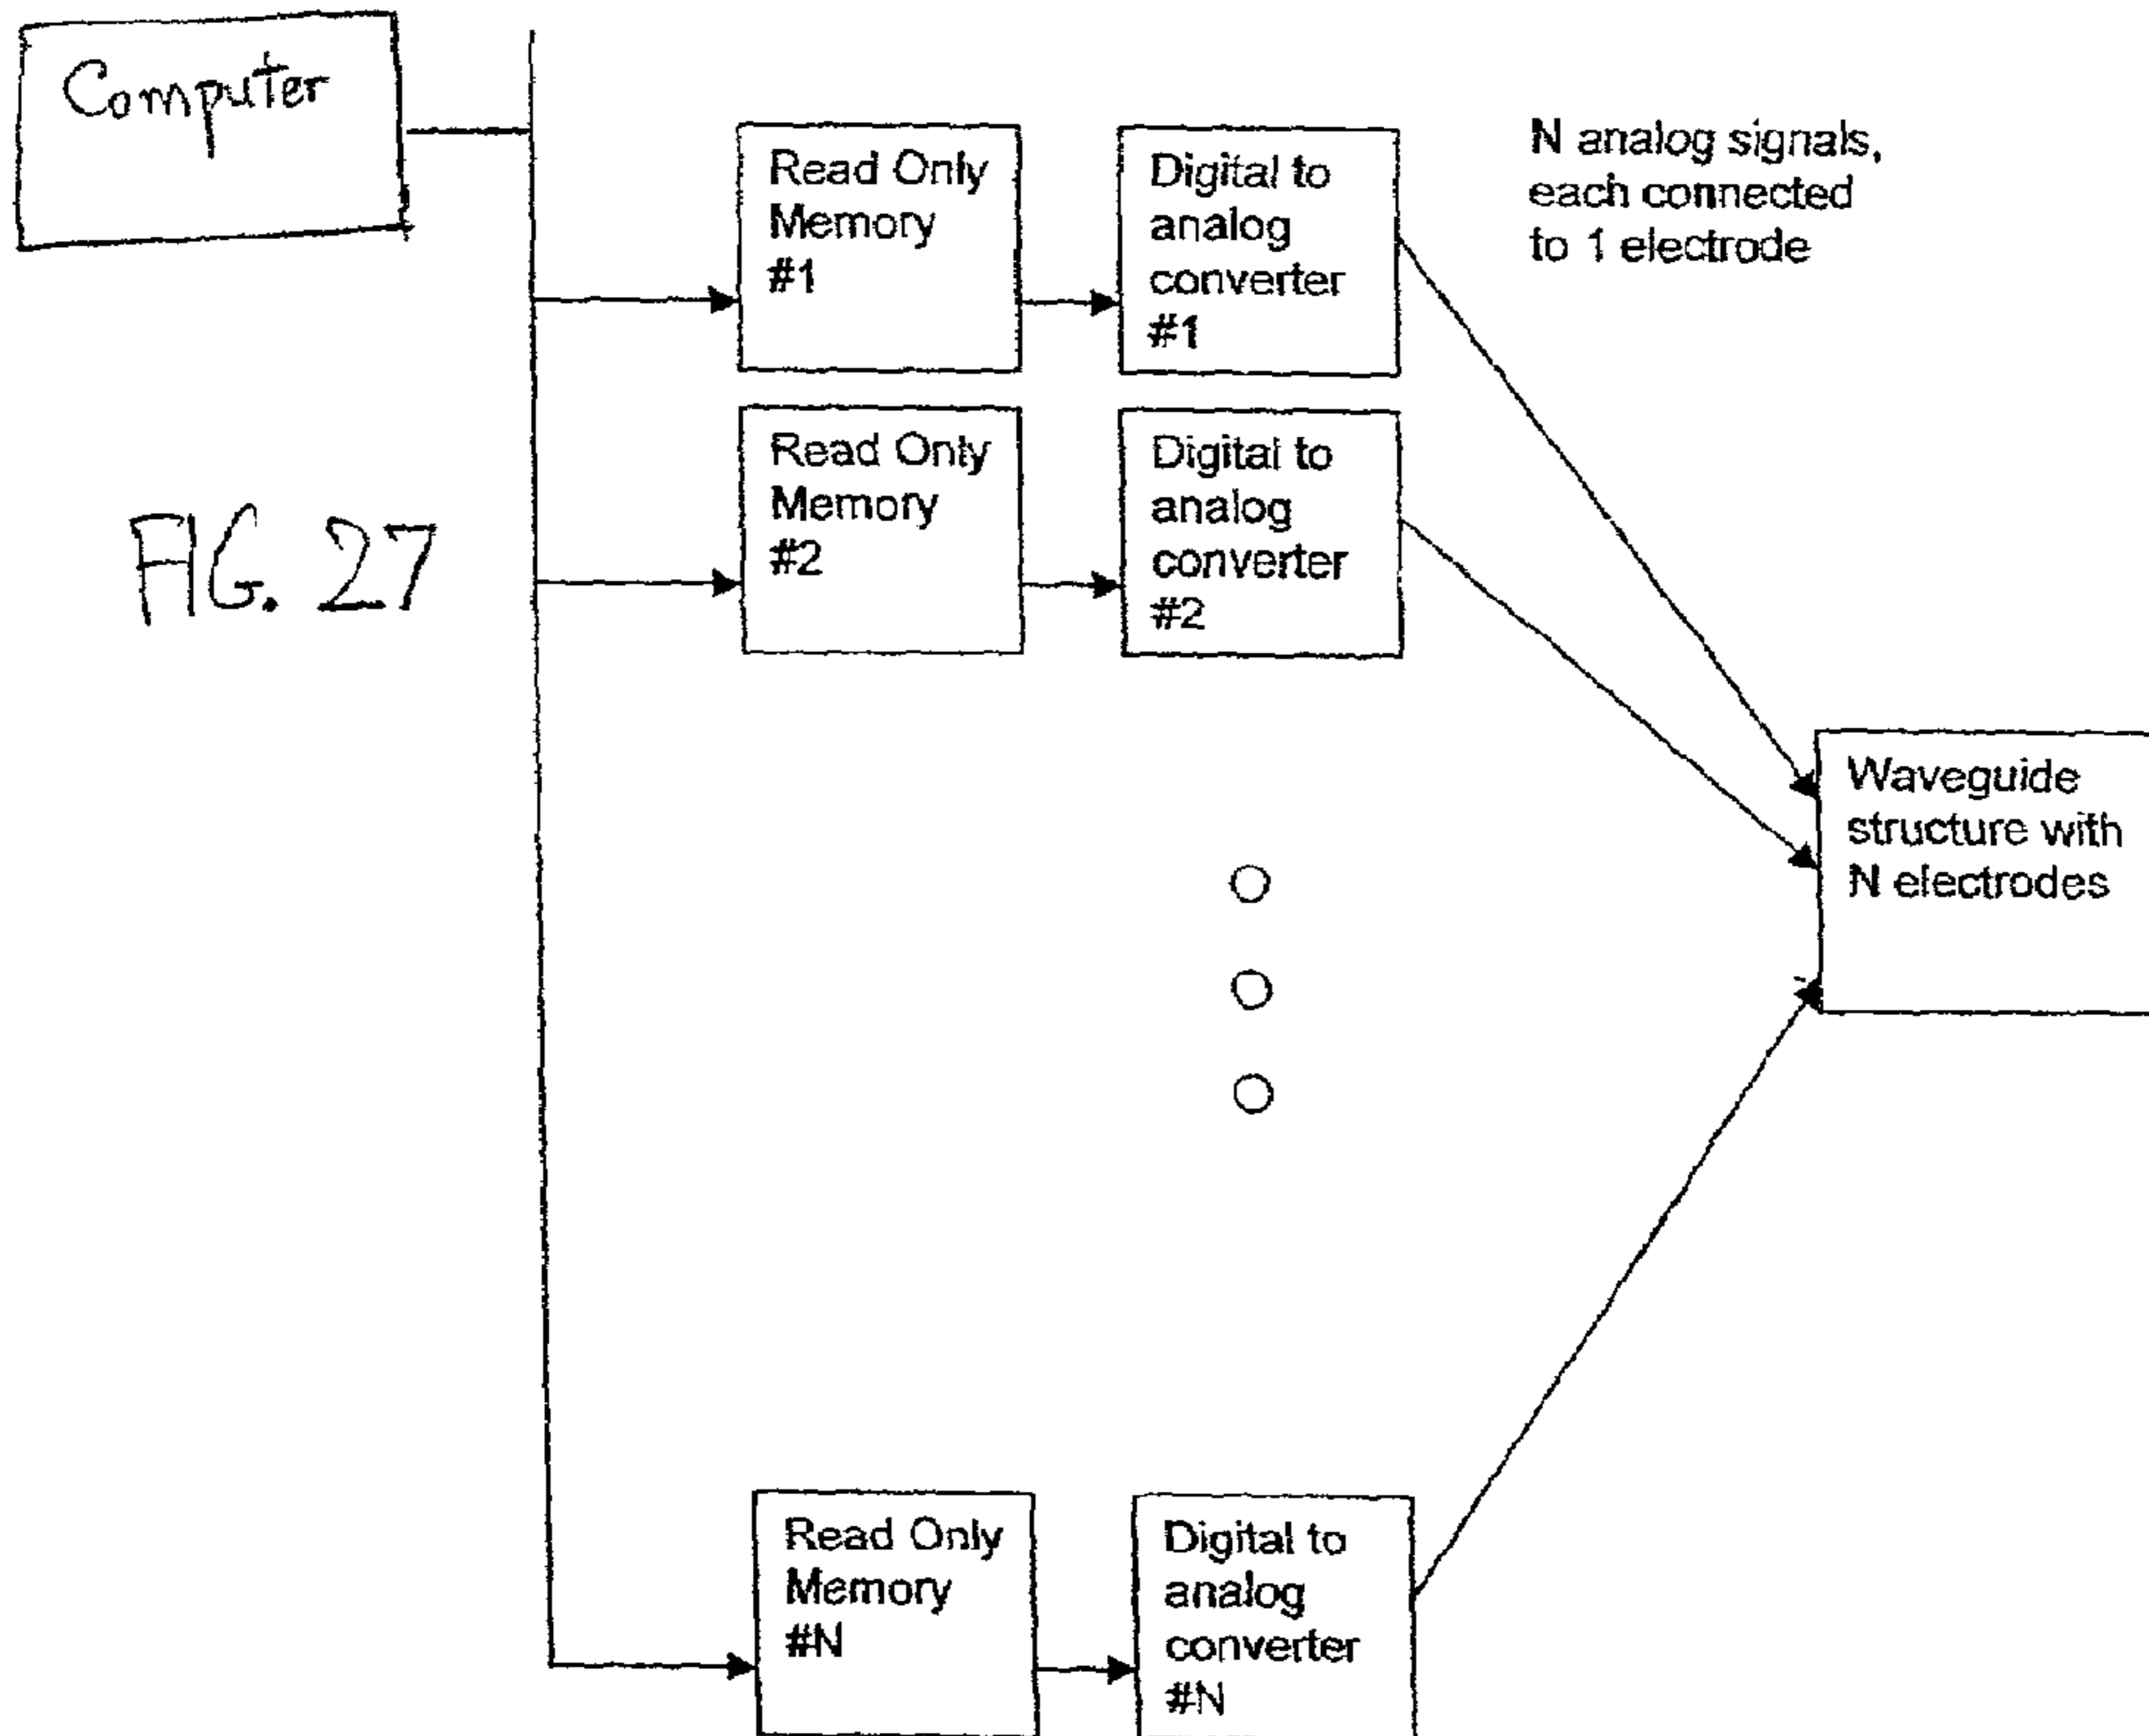 Computer
Read Only
Memory
#1
Digital to
analog
converter
#1
N analog signals,
each connected
to 1 electrode
FIG. 27
Read Only
Memory
#2
Digital to
analog
converter
#2
Waveguide
structure with
N electrodes
Read Only
Memory
#N
Digital to
analog
converter
#N